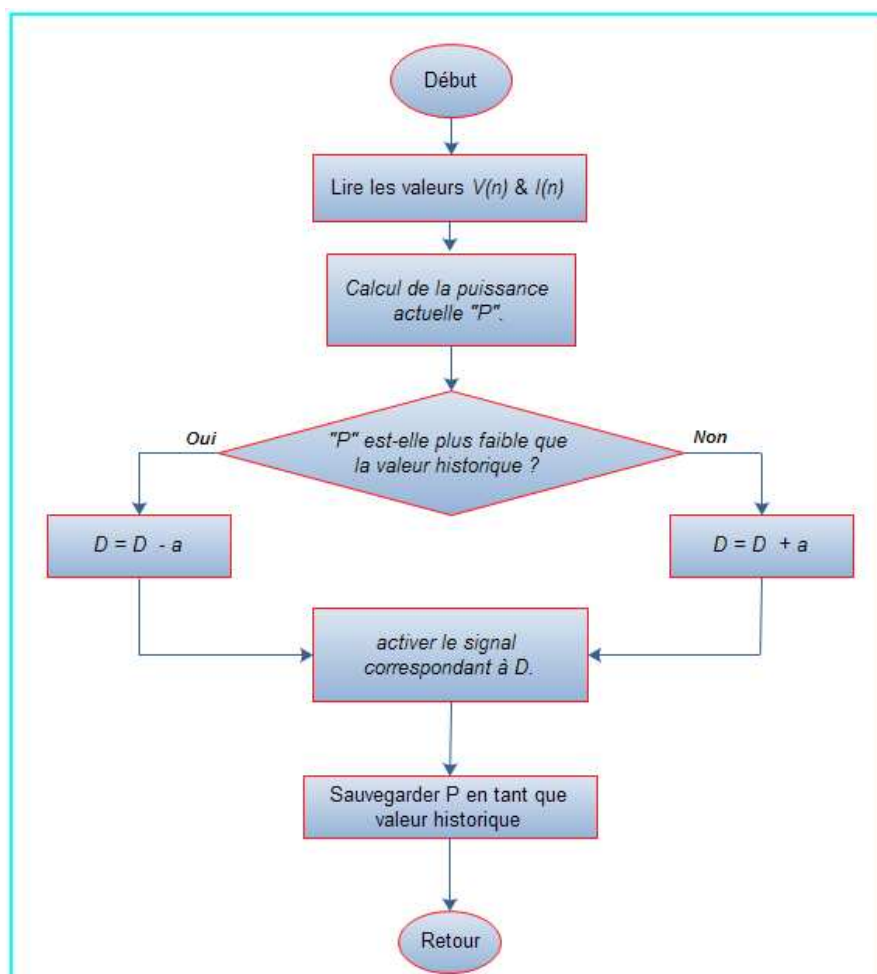 Début
Lire les valeurs V(n) & I(n)
Calcul de la puissance
actuelle "P".
Oui
"P" est-elle plus faible que
la valeur historique ?
Non
D = D - a
D = D + a
activer le signal
correspondant à D.
Sauvegarder P en tant que
valeur historique
Retour